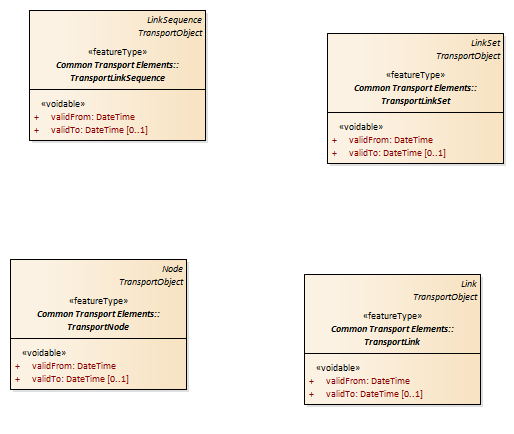 LinkSequence
TransportObject
«featureType»
Common Transport Elements::
TransportLinkSequence
«voidable»
+ validFrom: DateTime
+ validTo: DateTime [0..1]
LinkSet
TransportObject
«featureType»
Common Transport Elements::
TransportLinkSet
«voidable»
+ validFrom: DateTime
+ validTo: DateTime [0..1]
Node
TransportObject
«featureType»
Common Transport Elements::
TransportNode
«voidable»
+ validFrom: DateTime
+ validTo: DateTime [0..1]
Link
TransportObject
«featureType»
Common Transport Elements::
TransportLink
«voidable»
+ validFrom: DateTime
+ validTo: DateTime [0..1]